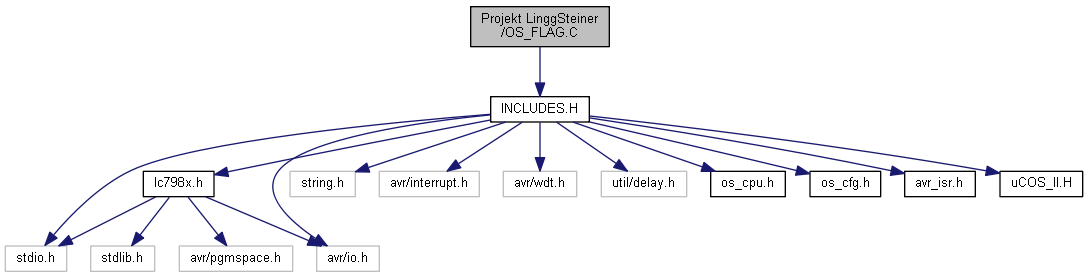 Projekt LinggSteiner
/OS_FLAG.C
INCLUDES.H
lc798x.h
string.h
avr/interrupt.h
avr/wdt.h
util/delay.h
os_cpu.h
os_cfg.h
avr_isr.h
uCOS_II.H
stdio.h
stdlib.h
avr/pgmspace.h
avr/io.h